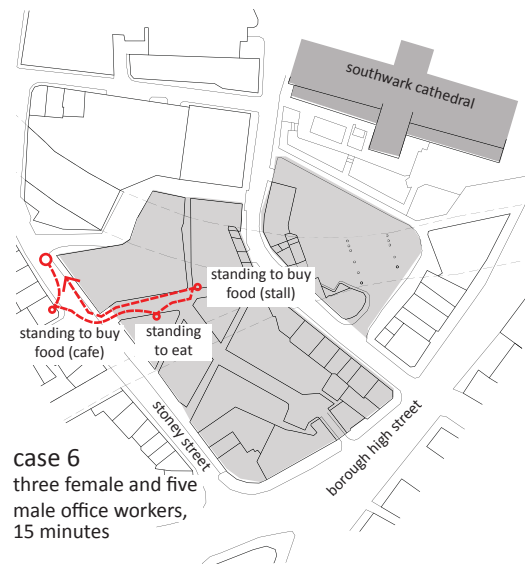 southwark cathedral
standing to buy
food (stall)
standing to buy
food (cafe)
standing
to eat
stoney street
borough high street
case 6
three female and five
male office workers,
15 minutes